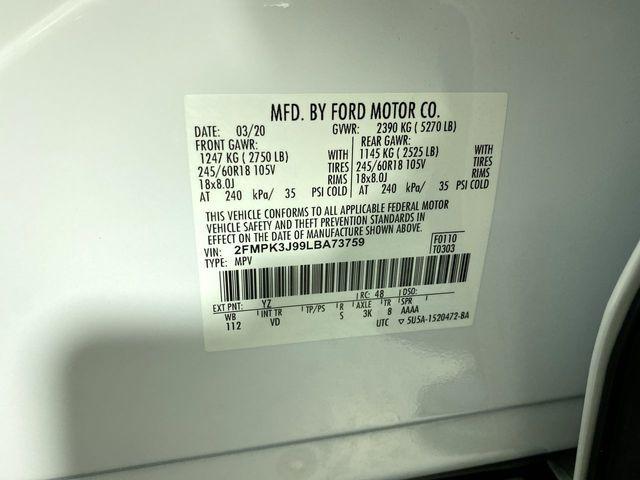 MFD. BY FORD MOTOR CO.
DATE: 03/20 GVWR: 2390 KG ( 5270 LB)
FRONT GAWR: REAR GAWR:
1247 KG ( 2750 LB) WITH 1145 KG ( 2525 LB) WITH
245/60R18 105V TIRES 245/60R18 105V TIRES
18x8.0J RIMS 18x8.0J RIMS
AT 240 kPa/ 35 PSI COLD AT 240 kPa/ 35 PSI COLD
THIS VEHICLE CONFORMS TO ALL APPLICABLE FEDERAL MOTOR
VEHICLE SAFETY AND THEFT PREVENTION STANDARDS IN
EFFECT ON THE DATE OF MANUFACTURE SHOWN ABOVE.
VIN: 2FMPK3J99LBA73759 F0110
TYPE: MPV T0303
EXT PNT: YZ RC: 48 DSO:
WB INT TR TP/PS R AXLE TR SPR
112 VD S 3K 8 AAAA
UTC ▽ 5U5A-1520472-BA